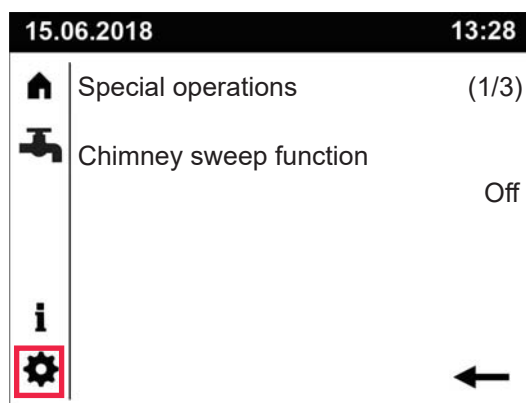 15.06.2018 13:28
Special operations (1/3)
Chimney sweep function
Off
i